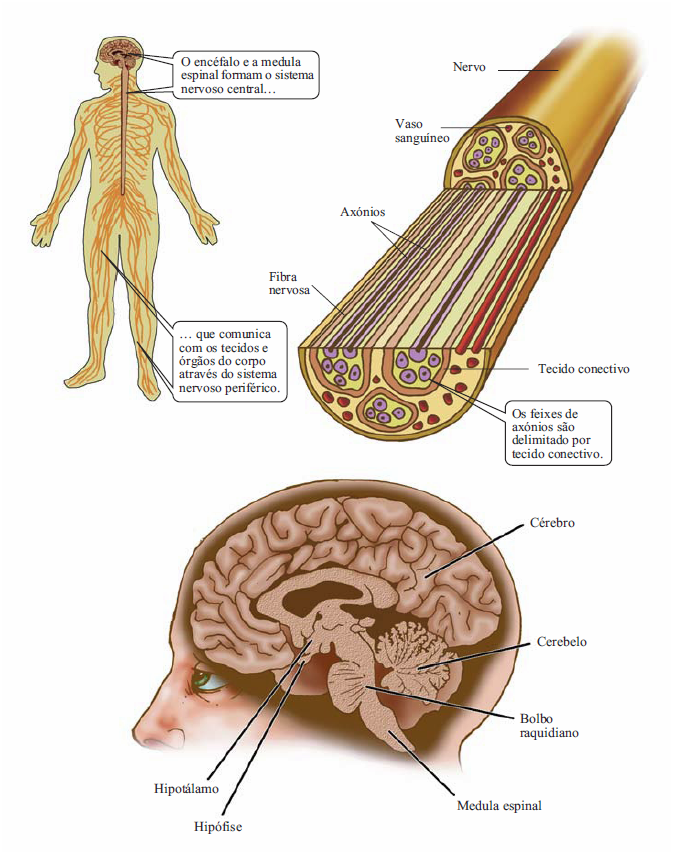 O encéfalo e a medula
espinal formam o sistema
nervoso central…
… que comunica
com os tecidos e
órgãos do corpo
através do sistema
nervoso periférico.
Nervo
Vaso
sanguíneo
Axónios
Fibra
nervosa
Tecido conectivo
Os feixes de
axónios são
delimitado por
tecido conectivo.
Cérebro
Cerebelo
Bolbo
raquidiano
Medula espinal
Hipotálamo
Hipófise